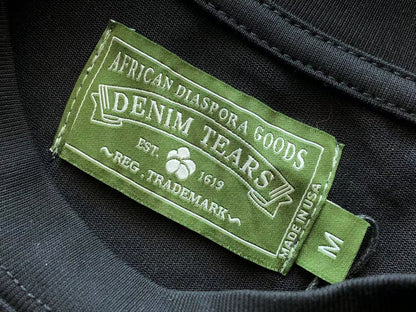 AFRICAN DIASPORA GOODS
DENIM TEARS
EST. 1619
REG. TRADEMARK
MADE IN USA
M